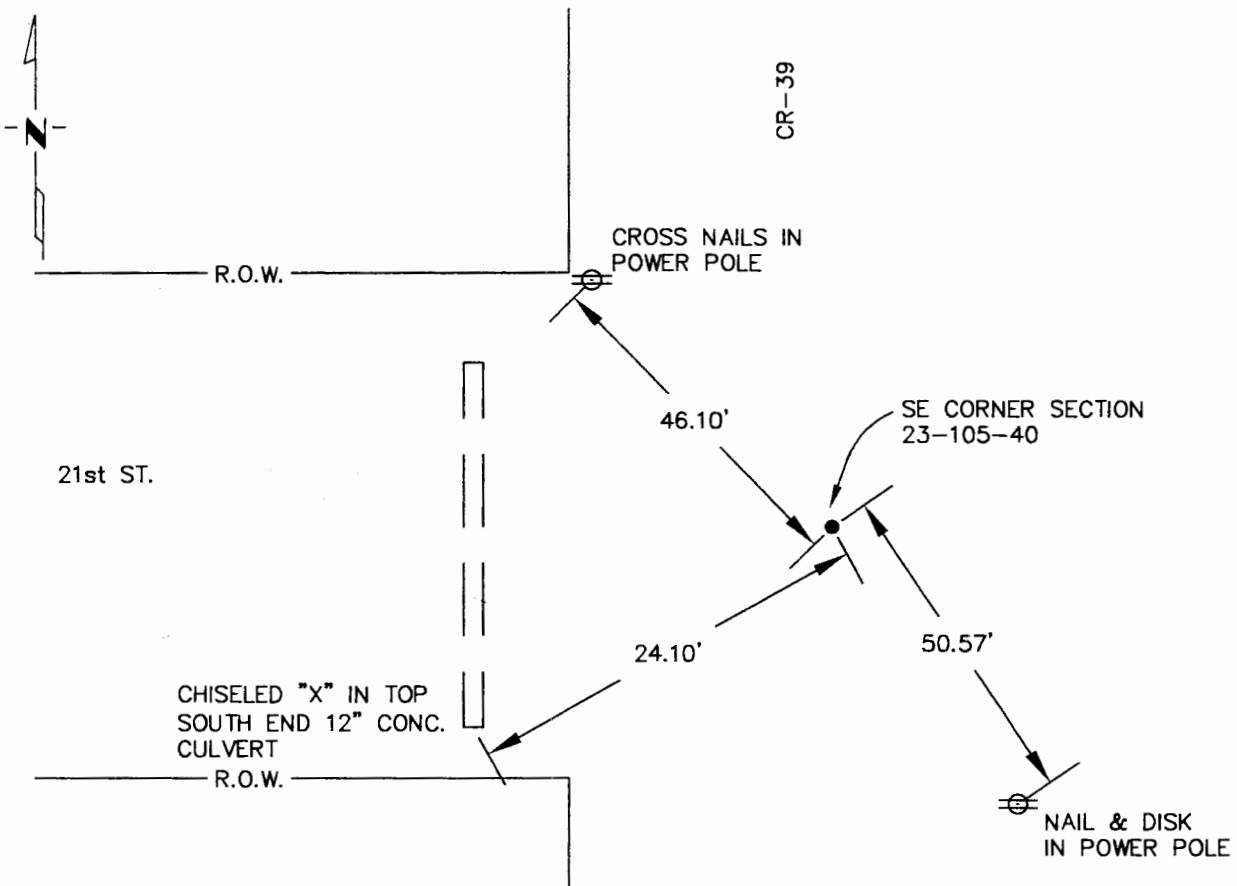 CR-39
N
CROSS NAILS IN
POWER POLE
R.O.W.
46.10'
SE CORNER SECTION
23-105-40
21st ST.
24.10'
50.57'
CHISELED "X" IN TOP
SOUTH END 12" CONC.
CULVERT
R.O.W.
NAIL & DISK
IN POWER POLE